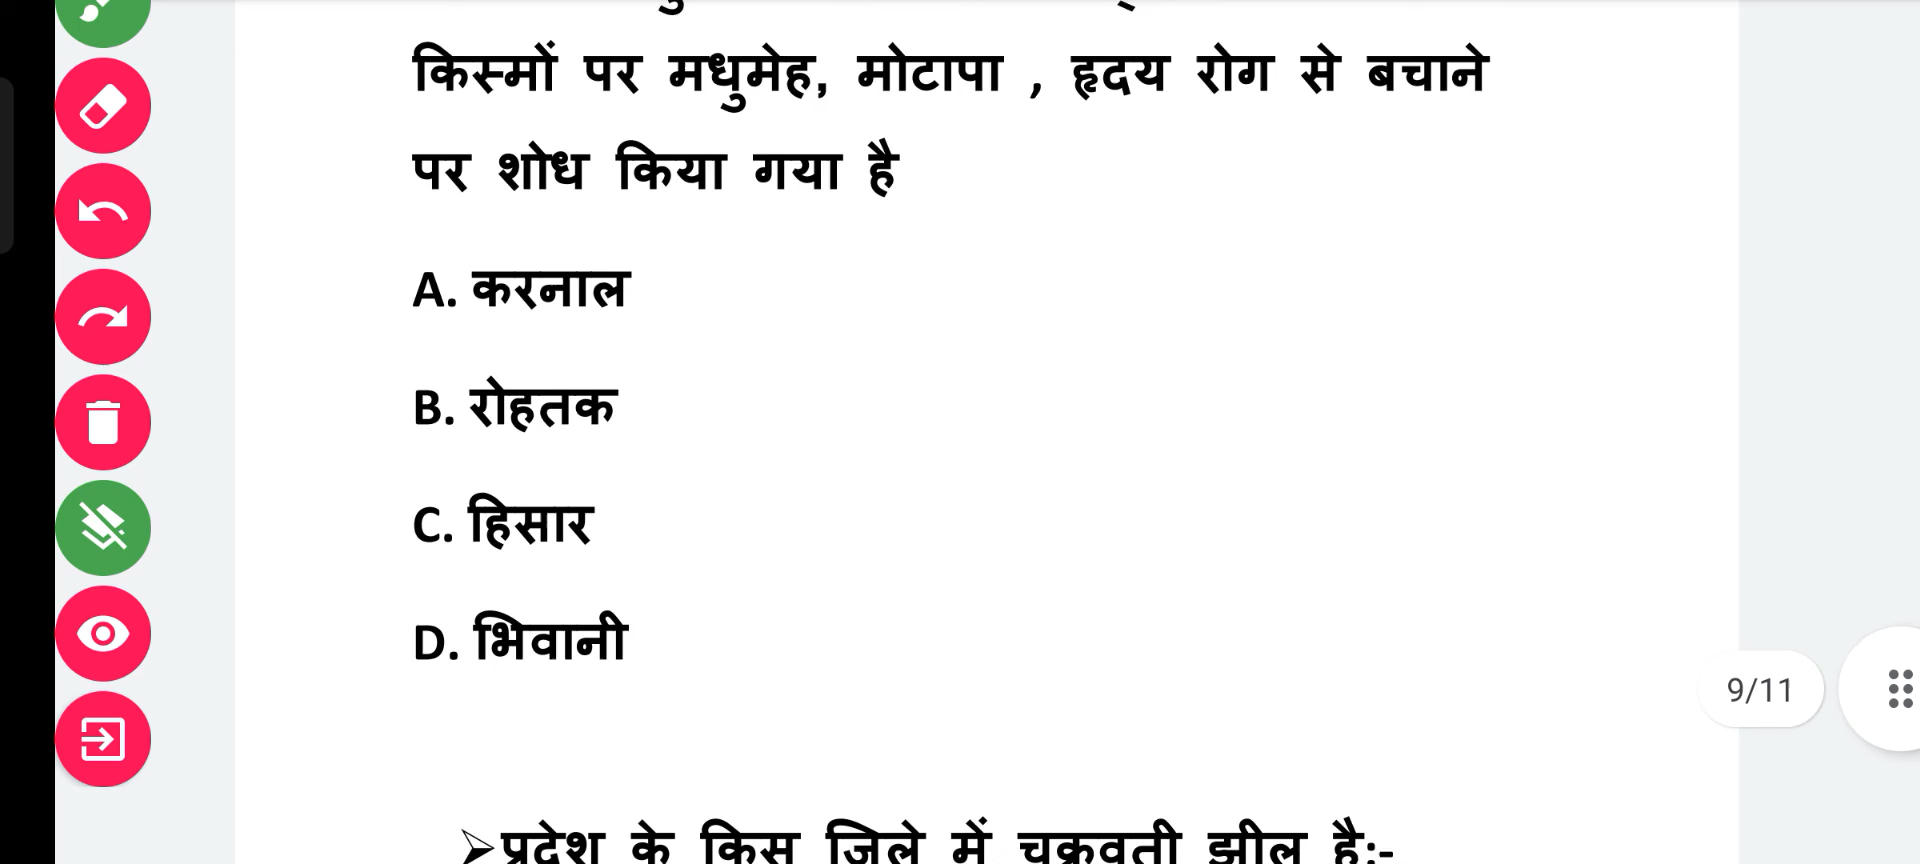 किस्मों पर मधुमेह, मोटापा , हृदय रोग से बचाने
पर शोध किया गया है
A. करनाल
B. रोहतक
C. हिसार
D. भिवानी
9/11
➢प्रदेश के किस जिले में चक्रवती झील है:-